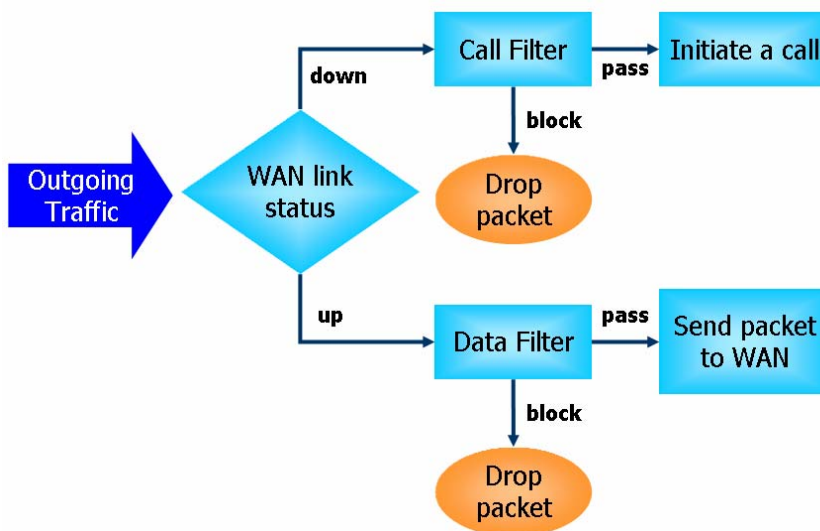 Call Filter
pass
Initiate a call
down
block
Outgoing
Traffic
WAN link
status
Drop
packet
up
Data Filter
pass
Send packet
to WAN
block
Drop
packet